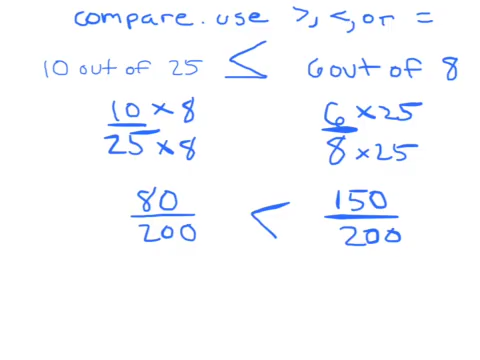 compare. use >, <, or =
10 out of 25 < 6 out of 8
10 × 8 6 × 25
25 × 8 8 × 25
80 < 150
200 200